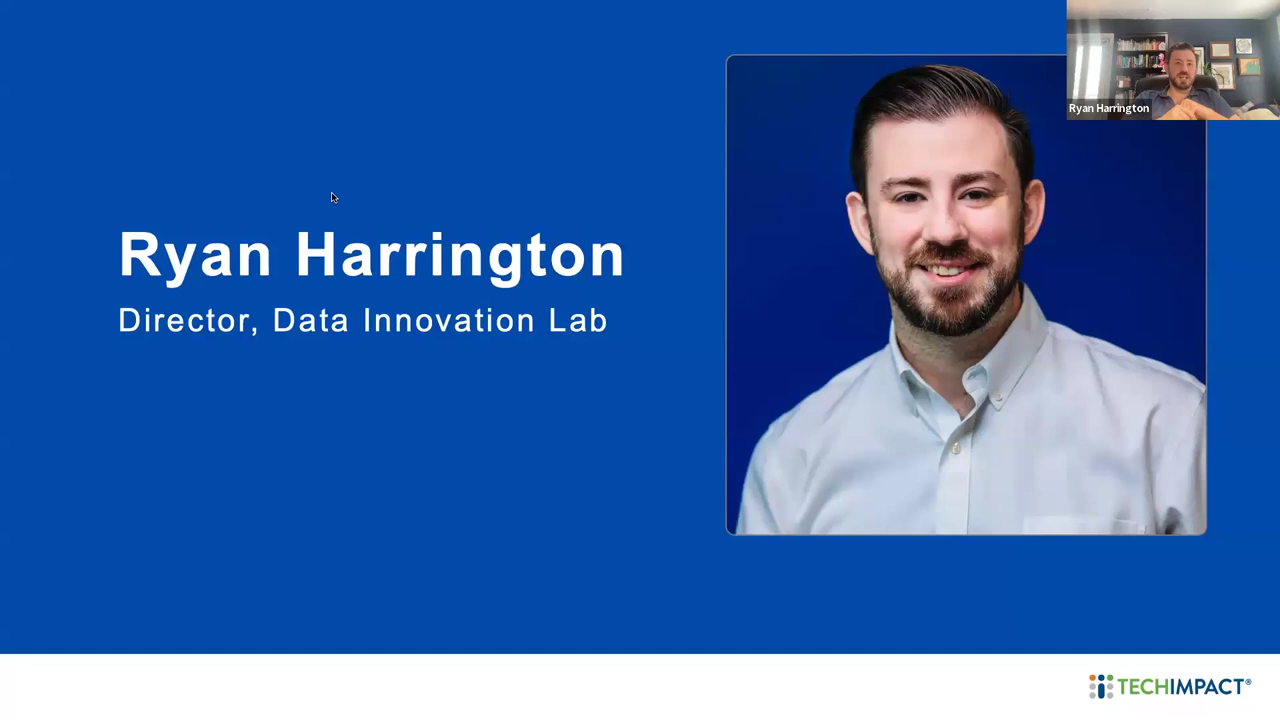 Ryan Harrington
Ryan Harrington
Director, Data Innovation Lab
TECHIMPACT®